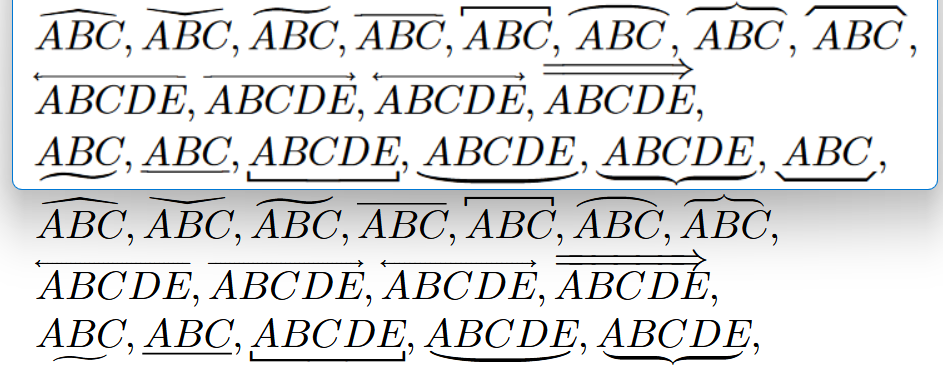 ABC, ABC, ABC, ABC, ABC, ABC, ABC, ABC,
ABCDE, ABCDE, ABCDE, ABCDE,
ABC, ABC, ABCDE, ABCDE, ABCDE, ABC,
ABC, ABC, ABC, ABC, ABC, ABC, ABC,
ABCDE, ABCDE, ABCDE, ABCDE,
ABC, ABC, ABCDE, ABCDE, ABCDE,